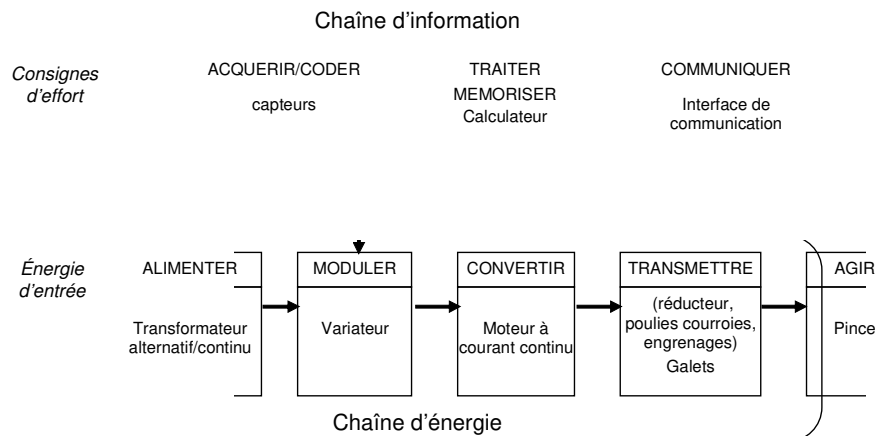 Chaîne d'information
Consignes
d'effort
ACQUERIR/CODER
capteurs
TRAITER
MEMORISER
Calculateur
COMMUNIQUER
Interface de
communication
Énergie
d'entrée
ALIMENTER
Transformateur
alternatif/continu
MODULER
Variateur
CONVERTIR
Moteur à
courant continu
TRANSMETTRE
(réducteur,
poulies courroies,
engrenages)
Galets
AGIR
Pince
Chaîne d'énergie